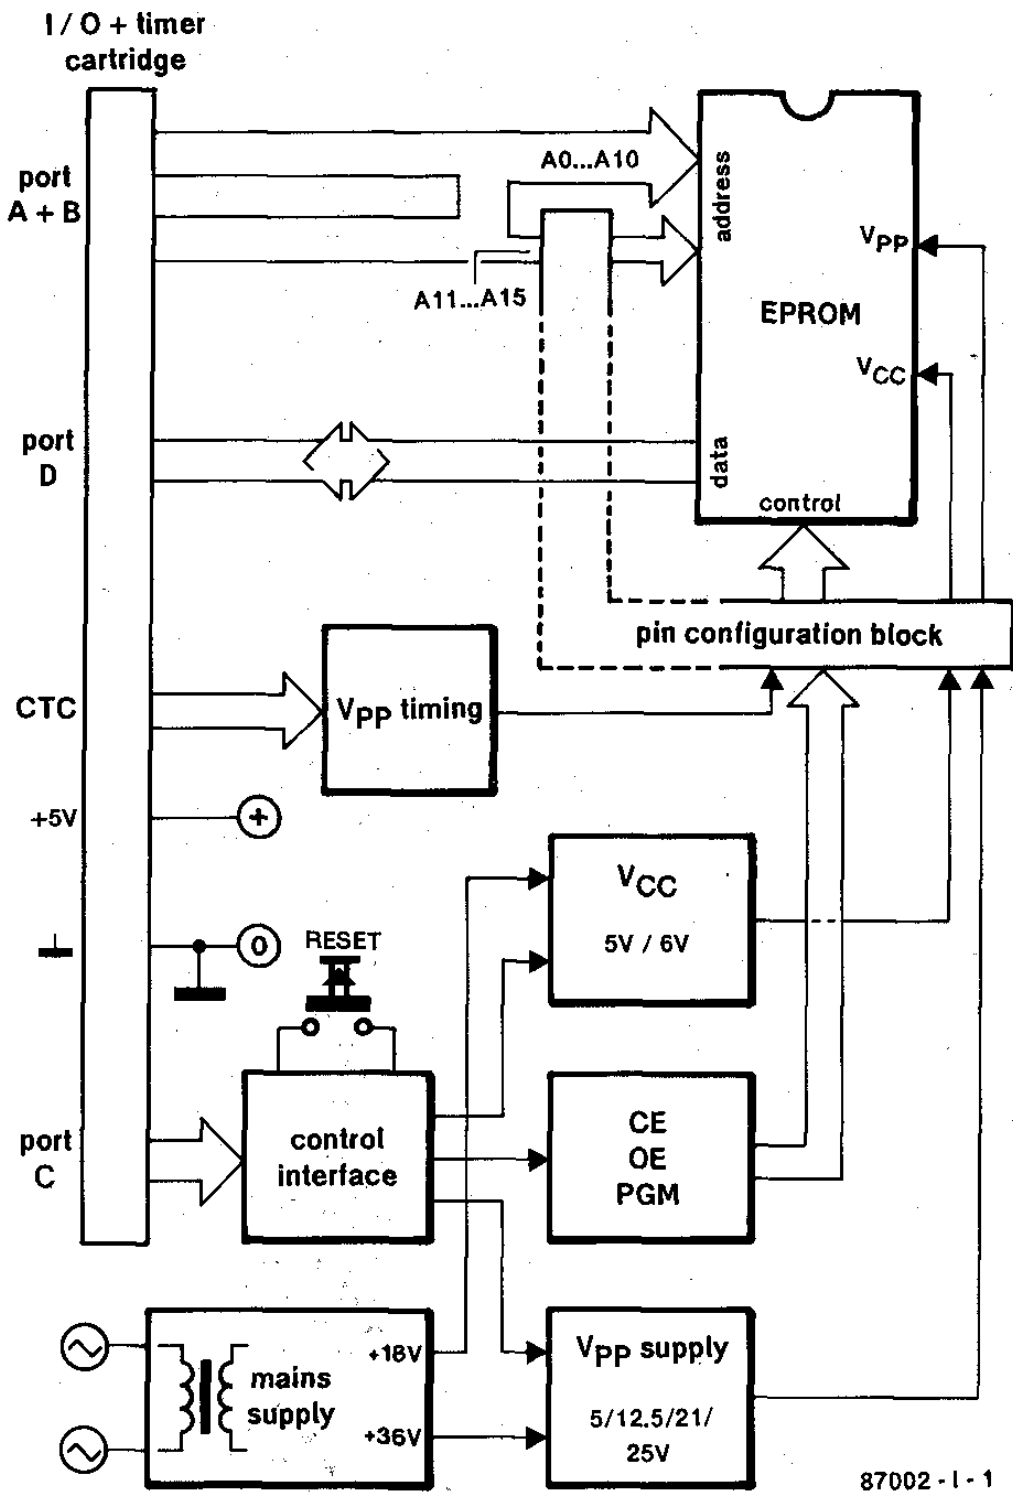 I / O + timer
cartridge
port
A + B
A0...A10
address
VPP
A11...A15
EPROM
VCC
port
D
data
control
pin configuration block
CTC
VPP timing
+5V
+
VCC
5V / 6V
0
RESET
port
C
control
interface
CE
OE
PGM
mains
supply
+18V
+36V
VPP supply
5/12.5/21/
25V
87002 - I - 1